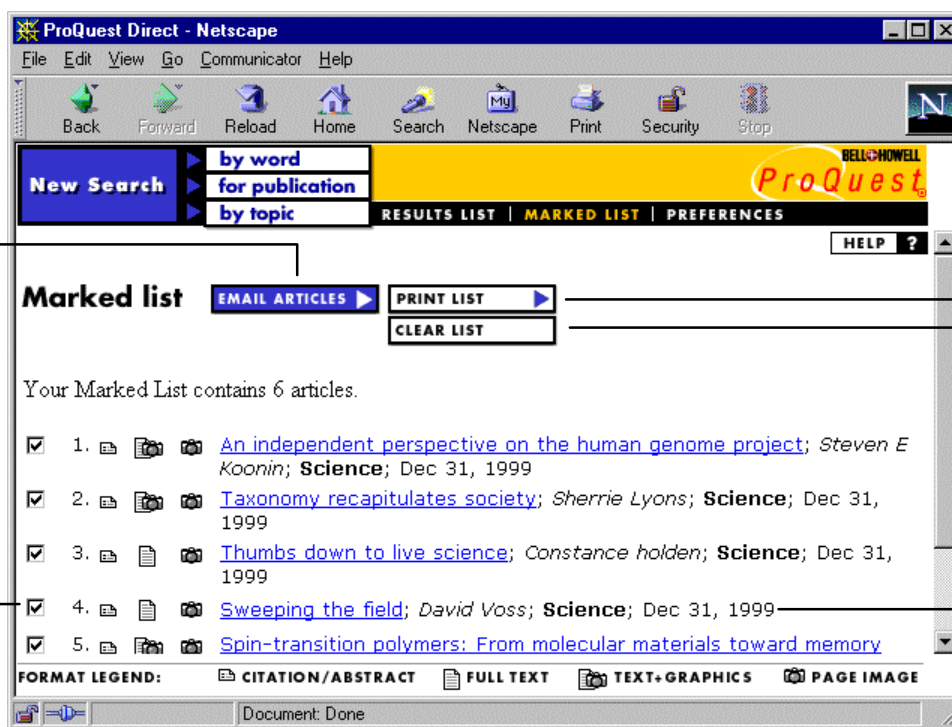 ProQuest Direct - Netscape
File Edit View Go Communicator Help
Back Forward Reload Home Search Netscape Print Security Stop
My
N
New Search
by word
for publication
by topic
BELL+HOWELL
ProQuest
RESULTS LIST | MARKED LIST | PREFERENCES
HELP ?
Marked list
EMAIL ARTICLES
PRINT LIST
CLEAR LIST
Your Marked List contains 6 articles.
1. An independent perspective on the human genome project; Steven E
Koonin; Science; Dec 31, 1999
2. Taxonomy recapitulates society; Sherrie Lyons; Science; Dec 31,
1999
3. Thumbs down to live science; Constance holden; Science; Dec 31,
1999
4. Sweeping the field; David Voss; Science; Dec 31, 1999
5. Spin-transition polymers: From molecular materials toward memory
FORMAT LEGEND: CITATION/ABSTRACT FULL TEXT TEXT+GRAPHICS PAGE IMAGE
Document: Done